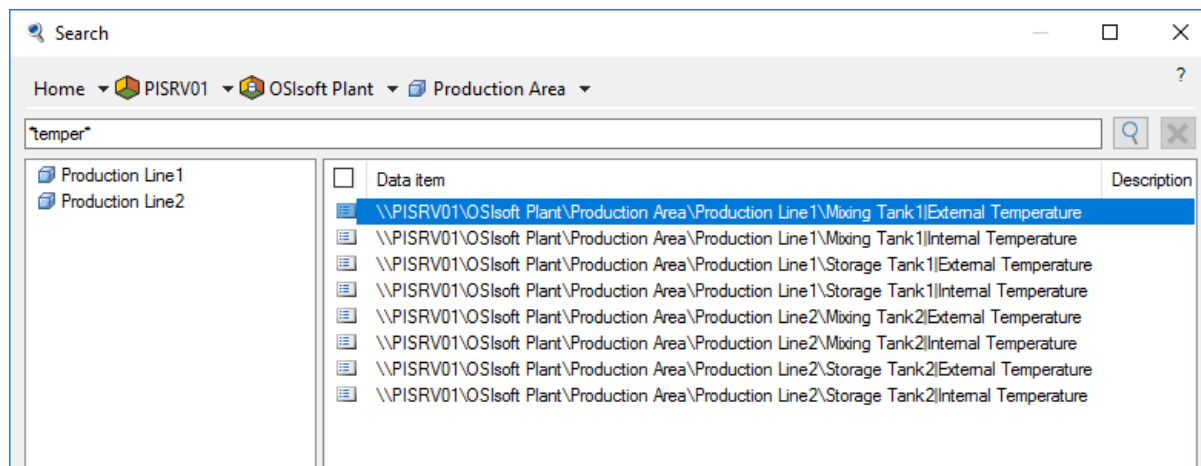 Search
?
Home PISRV01 OSIsoft Plant Production Area
*temper*
Production Line1
Production Line2
Data item Description
\\PISRV01\OSIsoft Plant\Production Area\Production Line1\Mixing Tank1|External Temperature
\\PISRV01\OSIsoft Plant\Production Area\Production Line1\Mixing Tank1|Internal Temperature
\\PISRV01\OSIsoft Plant\Production Area\Production Line1\Storage Tank1|External Temperature
\\PISRV01\OSIsoft Plant\Production Area\Production Line1\Storage Tank1|Internal Temperature
\\PISRV01\OSIsoft Plant\Production Area\Production Line2\Mixing Tank2|External Temperature
\\PISRV01\OSIsoft Plant\Production Area\Production Line2\Mixing Tank2|Internal Temperature
\\PISRV01\OSIsoft Plant\Production Area\Production Line2\Storage Tank2|External Temperature
\\PISRV01\OSIsoft Plant\Production Area\Production Line2\Storage Tank2|Internal Temperature